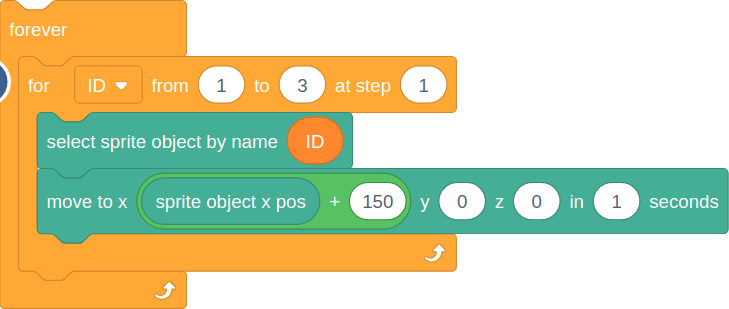 forever
for ID from 1 to 3 at step 1
select sprite object by name ID
move to x sprite object x pos + 150 y 0 z 0 in 1 seconds